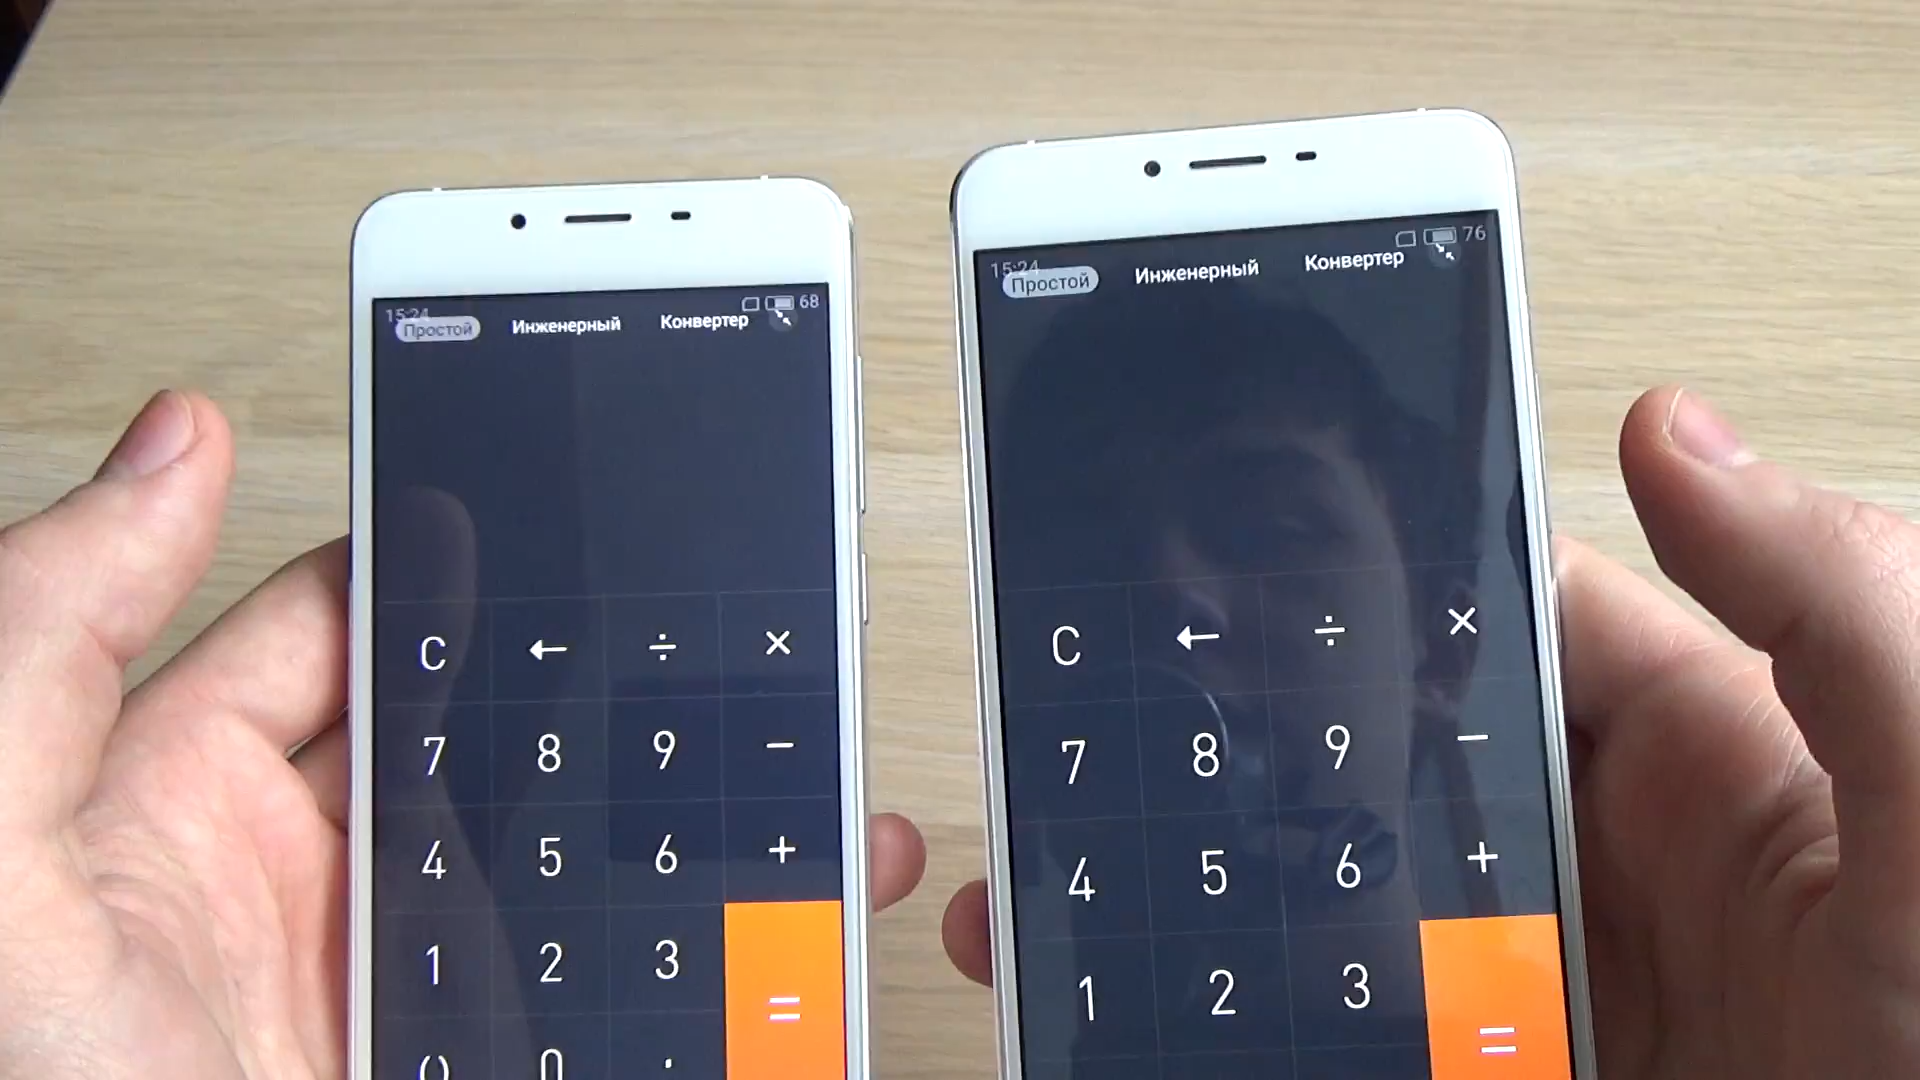 15:24 68
Простой Инженерный Конвертер
C ← ÷ ×
7 8 9 −
4 5 6 +
1 2 3 =
() 0 .
15:24 76
Простой Инженерный Конвертер
C ← ÷ ×
7 8 9 −
4 5 6 +
1 2 3 =